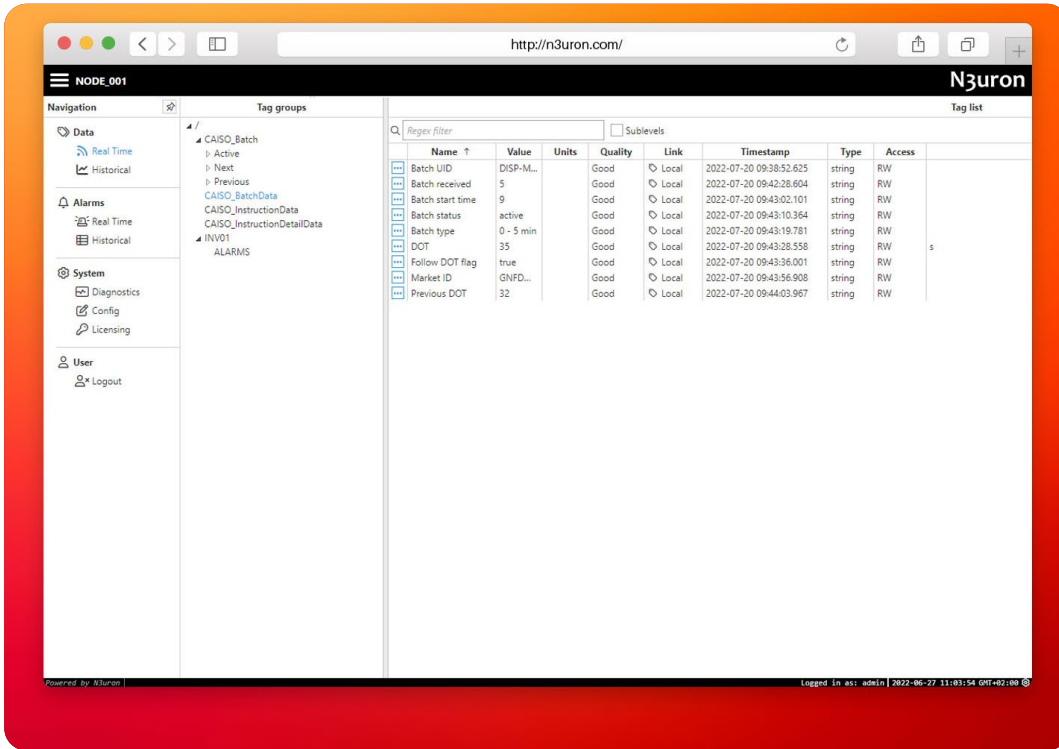 http://n3uron.com/
NODE_001
N3uron
Navigation
Tag groups
Tag list
Data
Real Time
Historical
Alarms
Real Time
Historical
System
Diagnostics
Config
Licensing
User
Logout
/
CAISO_Batch
Active
Next
Previous
CAISO_BatchData
CAISO_InstructionData
CAISO_InstructionDetailData
INV01
ALARMS
Regex filter
Sublevels
Name ↑ Value Units Quality Link Timestamp Type Access
Batch UID DISP-M... Good Local 2022-07-20 09:38:52.625 string RW
Batch received 5 Good Local 2022-07-20 09:42:28.604 string RW
Batch start time 9 Good Local 2022-07-20 09:43:02.101 string RW
Batch status active Good Local 2022-07-20 09:43:10.364 string RW
Batch type 0 - 5 min Good Local 2022-07-20 09:43:19.781 string RW
DOT 35 Good Local 2022-07-20 09:43:28.558 string RW s
Follow DOT flag true Good Local 2022-07-20 09:43:36.001 string RW
Market ID GNFD... Good Local 2022-07-20 09:43:56.908 string RW
Previous DOT 32 Good Local 2022-07-20 09:44:03.967 string RW
Powered by N3uron
Logged in as: admin 2022-06-27 11:03:54 GMT+02:00